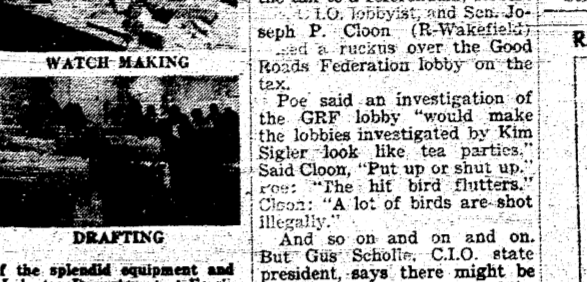 WATCH MAKING
DRAFTING
f the splendid equipment and
C.I.O. lobbyist, and Sen. Jo-
seph P. Cloon (R-Wakefield)
a ruckus over the Good
Roads Federation lobby on the
tax.
Poe said an investigation of
the GRF lobby "would make
the lobbies investigated by Kim
Sigler look like tea parties."
Said Cloon, "Put up or shut up.
Poe: "The hit bird flutters."
Cloon: "A lot of birds are shot
illegally."
And so on and on and on.
But Gus Scholle, C.I.O. state
president, says there might be
R